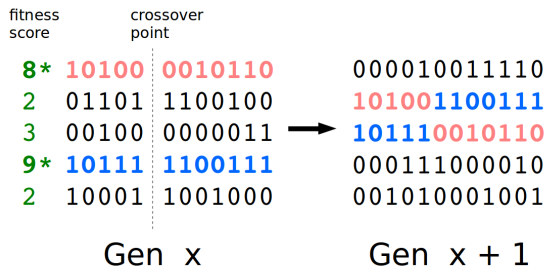 fitness score
crossover point
8* 10100 0010110
2 01101 1100100
3 00100 0000011
9* 10111 1100111
2 10001 1001000
Gen x
000010011110
101001100111
101110010110
000111000010
001010001001
Gen x + 1